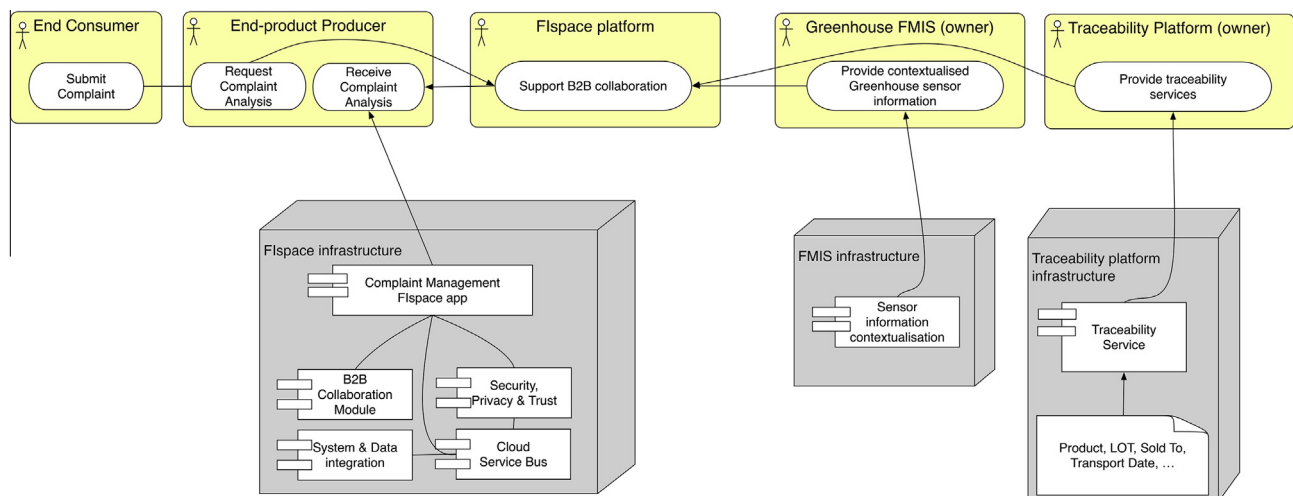 End Consumer
End-product Producer
FIspace platform
Greenhouse FMIS (owner)
Traceability Platform (owner)
Submit
Complaint
Request
Complaint
Analysis
Receive
Complaint
Analysis
Support B2B collaboration
Provide contextualised
Greenhouse sensor
information
Provide traceability
services
FIspace infrastructure
Complaint Management
FIspace app
B2B
Collaboration
Module
Security,
Privacy & Trust
System & Data
integration
Cloud
Service Bus
FMIS infrastructure
Sensor
information
contextualisation
Traceability platform
infrastructure
Traceability
Service
Product, LOT, Sold To,
Transport Date, ...